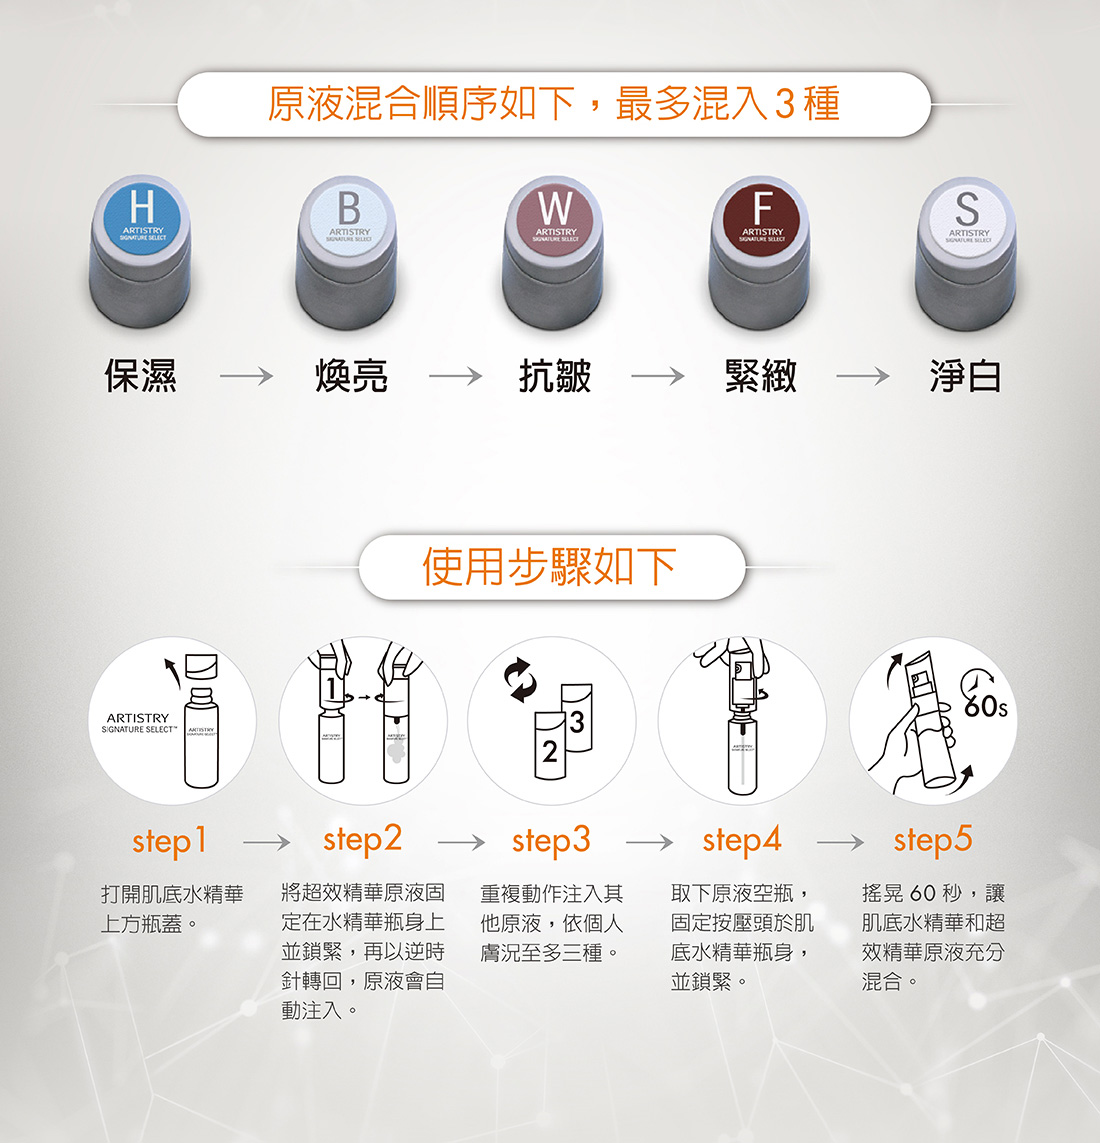 原液混合順序如下，最多混入3種
H
ARTISTRY
SIGNATURE SELECT
B
ARTISTRY
SIGNATURE SELECT
W
ARTISTRY
SIGNATURE SELECT
F
ARTISTRY
SIGNATURE SELECT
S
ARTISTRY
SIGNATURE SELECT
保濕 → 煥亮 → 抗皺 → 緊緻 → 淨白
使用步驟如下
ARTISTRY
SIGNATURE SELECT™
ARTISTRY
SIGNATURE SELECT
1
ARTISTRY
SIGNATURE SELECT
ARTISTRY
SIGNATURE SELECT
3
2
ARTISTRY
SIGNATURE SELECT
60s
step1 → step2 → step3 → step4 → step5
打開肌底水精華
上方瓶蓋。
將超效精華原液固
定在水精華瓶身上
並鎖緊，再以逆時
針轉回，原液會自
動注入。
重複動作注入其
他原液，依個人
膚況至多三種。
取下原液空瓶，
固定按壓頭於肌
底水精華瓶身，
並鎖緊。
搖晃 60 秒，讓
肌底水精華和超
效精華原液充分
混合。